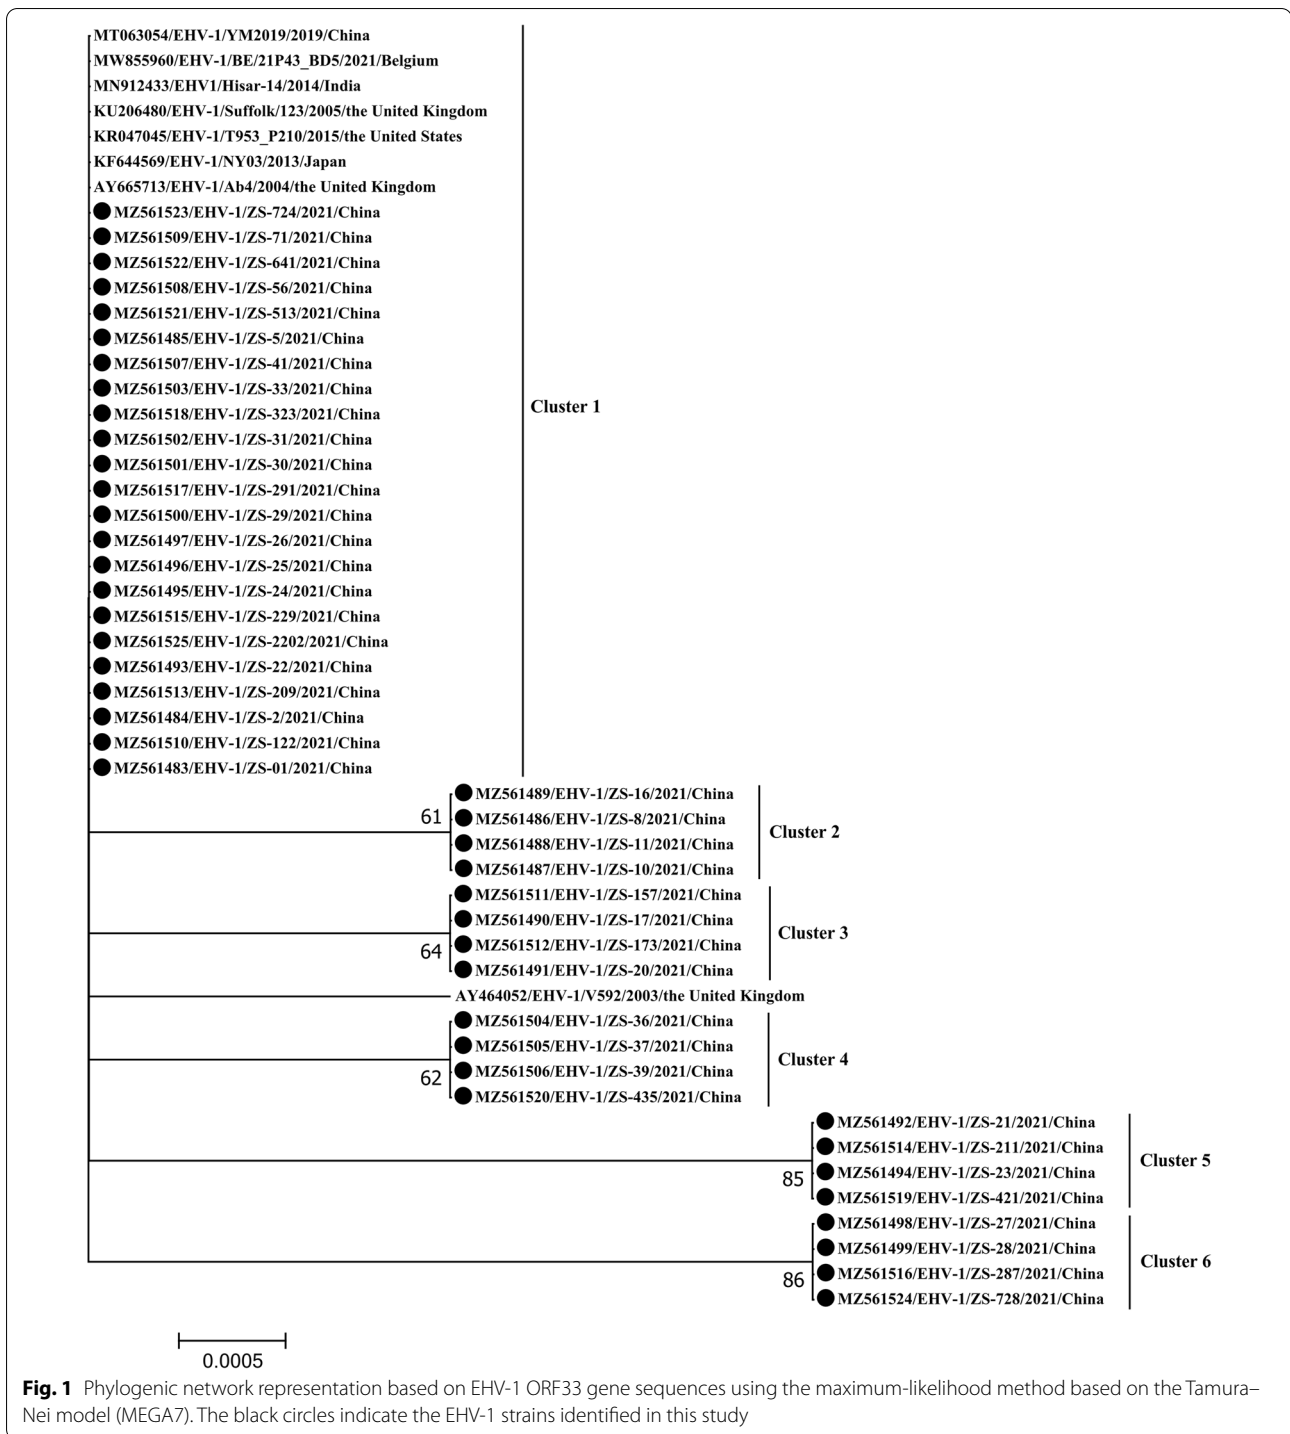 MT063054/EHV-1/YM2019/2019/China
MW855960/EHV-1/BE/21P43_BD5/2021/Belgium
MN912433/EHV1/Hisar-14/2014/India
KU206480/EHV-1/Suffolk/123/2005/the United Kingdom
KR047045/EHV-1/T953_P210/2015/the United States
KF644569/EHV-1/NY03/2013/Japan
AY665713/EHV-1/Ab4/2004/the United Kingdom
MZ561523/EHV-1/ZS-724/2021/China
MZ561509/EHV-1/ZS-71/2021/China
MZ561522/EHV-1/ZS-641/2021/China
MZ561508/EHV-1/ZS-56/2021/China
MZ561521/EHV-1/ZS-513/2021/China
MZ561485/EHV-1/ZS-5/2021/China
MZ561507/EHV-1/ZS-41/2021/China
MZ561503/EHV-1/ZS-33/2021/China
MZ561518/EHV-1/ZS-323/2021/China
MZ561502/EHV-1/ZS-31/2021/China
MZ561501/EHV-1/ZS-30/2021/China
MZ561517/EHV-1/ZS-291/2021/China
MZ561500/EHV-1/ZS-29/2021/China
MZ561497/EHV-1/ZS-26/2021/China
MZ561496/EHV-1/ZS-25/2021/China
MZ561495/EHV-1/ZS-24/2021/China
MZ561515/EHV-1/ZS-229/2021/China
MZ561525/EHV-1/ZS-2202/2021/China
MZ561493/EHV-1/ZS-22/2021/China
MZ561513/EHV-1/ZS-209/2021/China
MZ561484/EHV-1/ZS-2/2021/China
MZ561510/EHV-1/ZS-122/2021/China
MZ561483/EHV-1/ZS-01/2021/China
Cluster 1
61
MZ561489/EHV-1/ZS-16/2021/China
MZ561486/EHV-1/ZS-8/2021/China
MZ561488/EHV-1/ZS-11/2021/China
MZ561487/EHV-1/ZS-10/2021/China
Cluster 2
64
MZ561511/EHV-1/ZS-157/2021/China
MZ561490/EHV-1/ZS-17/2021/China
MZ561512/EHV-1/ZS-173/2021/China
MZ561491/EHV-1/ZS-20/2021/China
Cluster 3
AY464052/EHV-1/V592/2003/the United Kingdom
62
MZ561504/EHV-1/ZS-36/2021/China
MZ561505/EHV-1/ZS-37/2021/China
MZ561506/EHV-1/ZS-39/2021/China
MZ561520/EHV-1/ZS-435/2021/China
Cluster 4
85
MZ561492/EHV-1/ZS-21/2021/China
MZ561514/EHV-1/ZS-211/2021/China
MZ561494/EHV-1/ZS-23/2021/China
MZ561519/EHV-1/ZS-421/2021/China
Cluster 5
86
MZ561498/EHV-1/ZS-27/2021/China
MZ561499/EHV-1/ZS-28/2021/China
MZ561516/EHV-1/ZS-287/2021/China
MZ561524/EHV-1/ZS-728/2021/China
Cluster 6
0.0005
Fig. 1 Phylogenic network representation based on EHV-1 ORF33 gene sequences using the maximum-likelihood method based on the Tamura–
Nei model (MEGA7). The black circles indicate the EHV-1 strains identified in this study